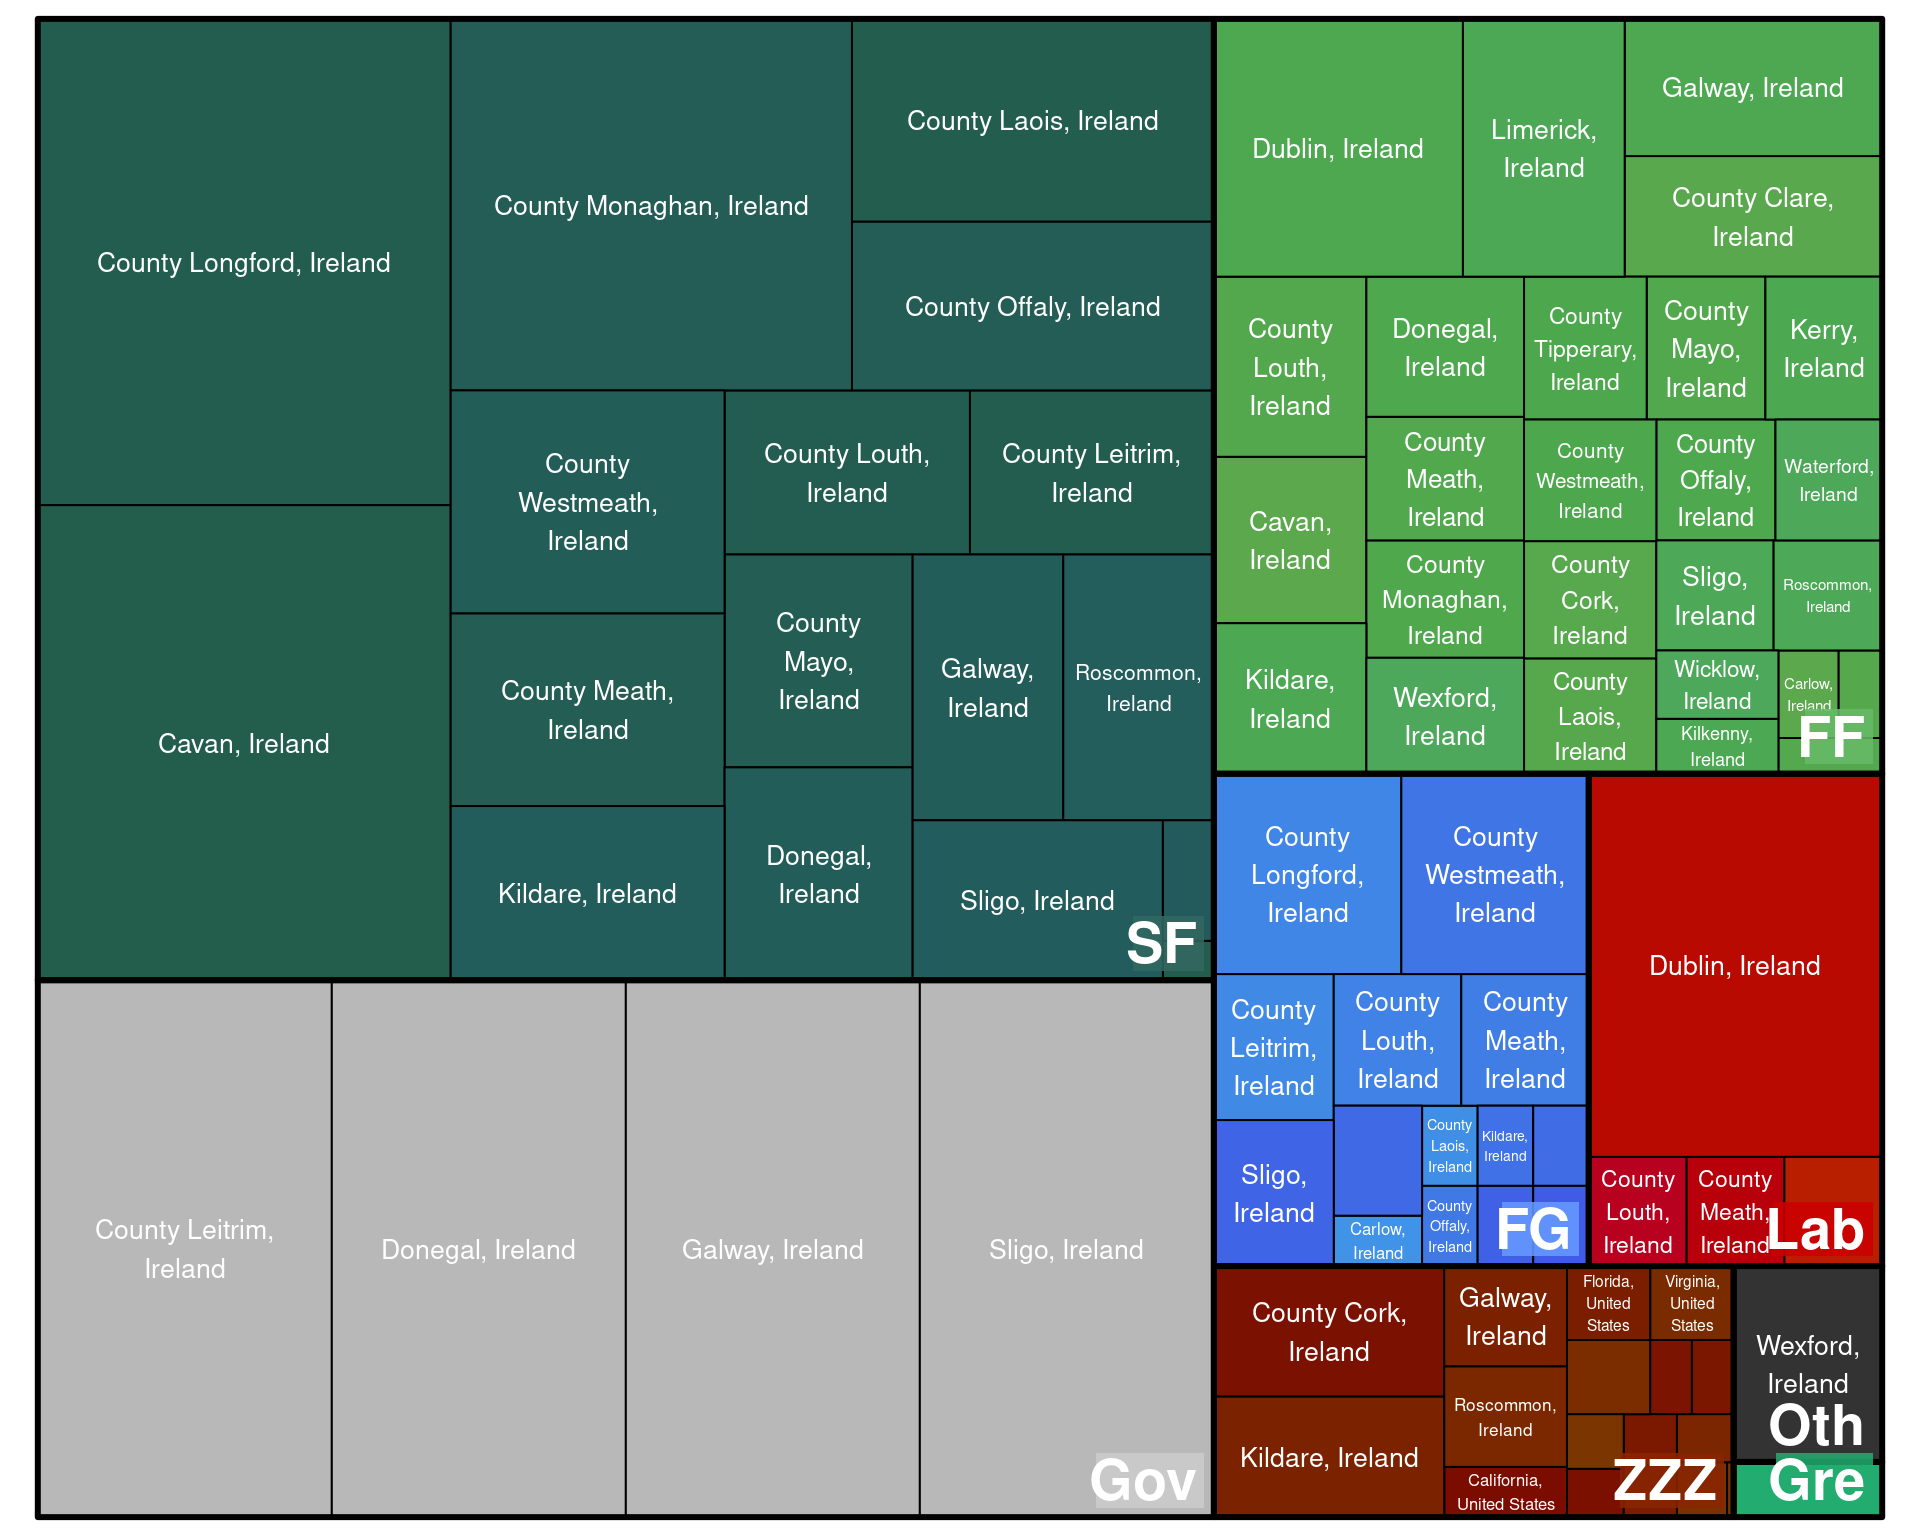 County Longford, Ireland
County Monaghan, Ireland
County Laois, Ireland
County Offaly, Ireland
Cavan, Ireland
County
Westmeath,
Ireland
County Louth,
Ireland
County Leitrim,
Ireland
County Meath,
Ireland
County
Mayo,
Ireland
Galway,
Ireland
Roscommon,
Ireland
Kildare, Ireland
Donegal,
Ireland
Sligo, Ireland
SF
County Leitrim,
Ireland
Donegal, Ireland
Galway, Ireland
Sligo, Ireland
Gov
Dublin, Ireland
Limerick,
Ireland
Galway, Ireland
County Clare,
Ireland
County
Louth,
Ireland
Donegal,
Ireland
County
Tipperary,
Ireland
County
Mayo,
Ireland
Kerry,
Ireland
Cavan,
Ireland
County
Meath,
Ireland
County
Westmeath,
Ireland
County
Offaly,
Ireland
Waterford,
Ireland
County
Monaghan,
Ireland
County
Cork,
Ireland
Sligo,
Ireland
Roscommon,
Ireland
Kildare,
Ireland
Wexford,
Ireland
County
Laois,
Ireland
Wicklow,
Ireland
Kilkenny,
Ireland
Carlow,
Ireland
FF
County
Longford,
Ireland
County
Westmeath,
Ireland
County
Leitrim,
Ireland
County
Louth,
Ireland
County
Meath,
Ireland
Sligo,
Ireland
County
Laois,
Ireland
Kildare,
Ireland
Carlow,
Ireland
County
Offaly,
Ireland
FG
Dublin, Ireland
County
Louth,
Ireland
County
Meath,
Ireland
Lab
County Cork,
Ireland
Kildare, Ireland
Galway,
Ireland
Roscommon,
Ireland
California,
United States
Florida,
United
States
Virginia,
United
States
ZZZ
Wexford,
Ireland
Oth
Gre